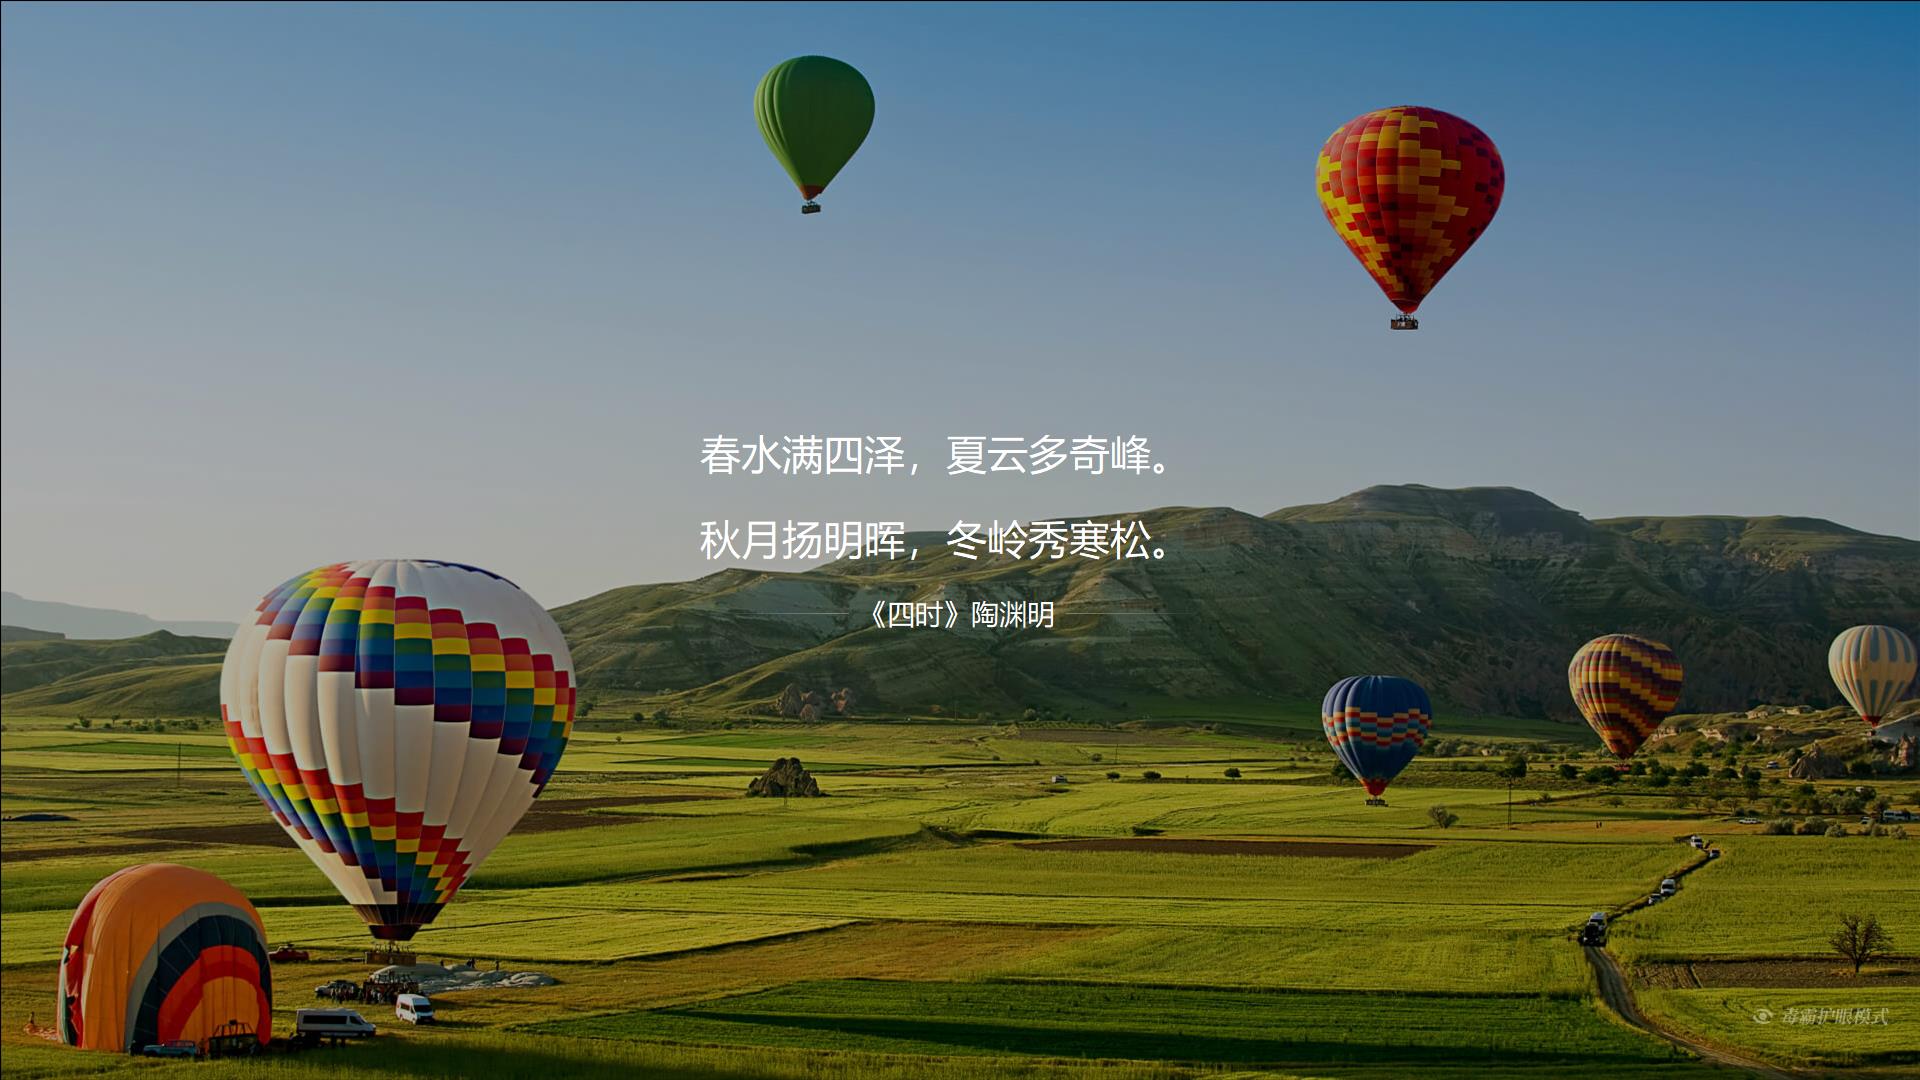 春水满四泽，夏云多奇峰。
秋月扬明晖，冬岭秀寒松。
《四时》陶渊明
毒霸护眼模式